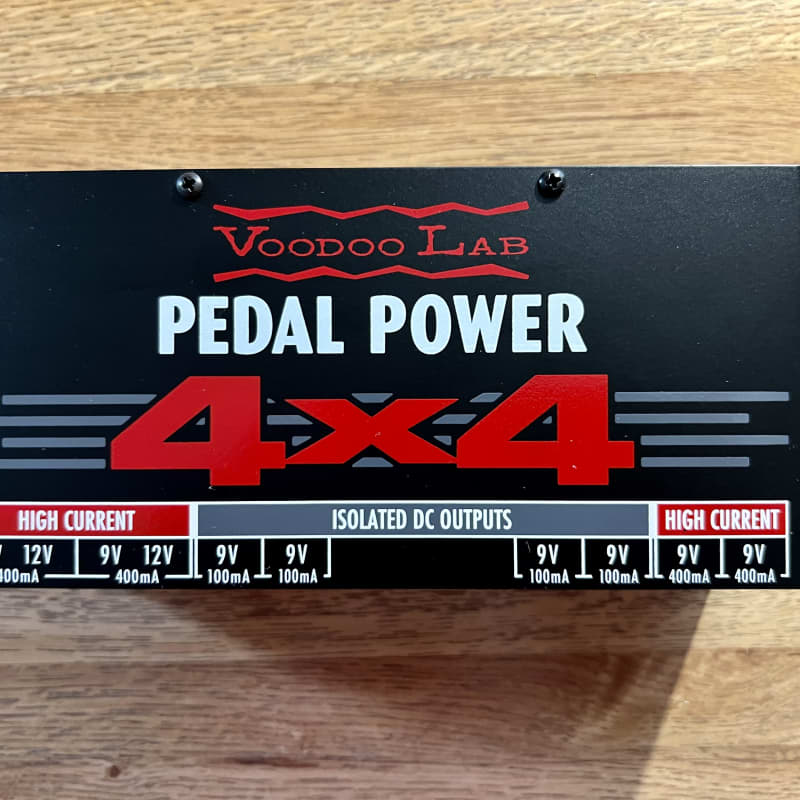 VOODOO LAB
PEDAL POWER
4x4
HIGH CURRENT ISOLATED DC OUTPUTS HIGH CURRENT
12V 9V 12V 9V 9V 9V 9V 9V 9V
400mA 100mA 100mA 100mA 100mA 400mA 400mA